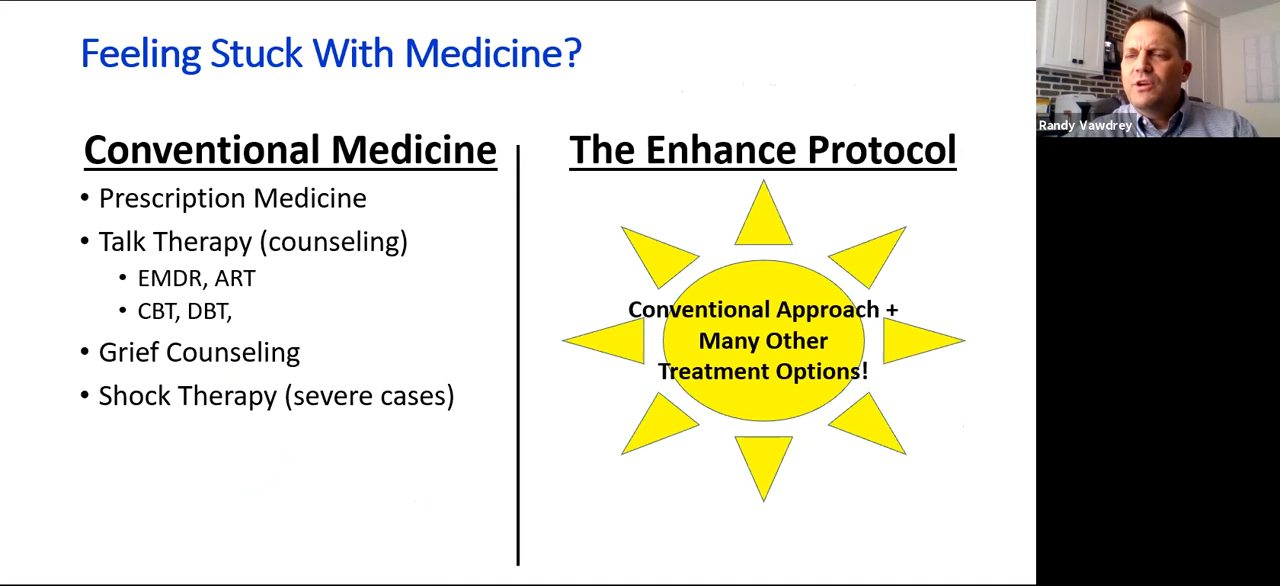 Feeling Stuck With Medicine?
Conventional Medicine
• Prescription Medicine
• Talk Therapy (counseling)
• EMDR, ART
• CBT, DBT,
• Grief Counseling
• Shock Therapy (severe cases)
The Enhance Protocol
Conventional Approach +
Many Other
Treatment Options!
Randy Vawdrey